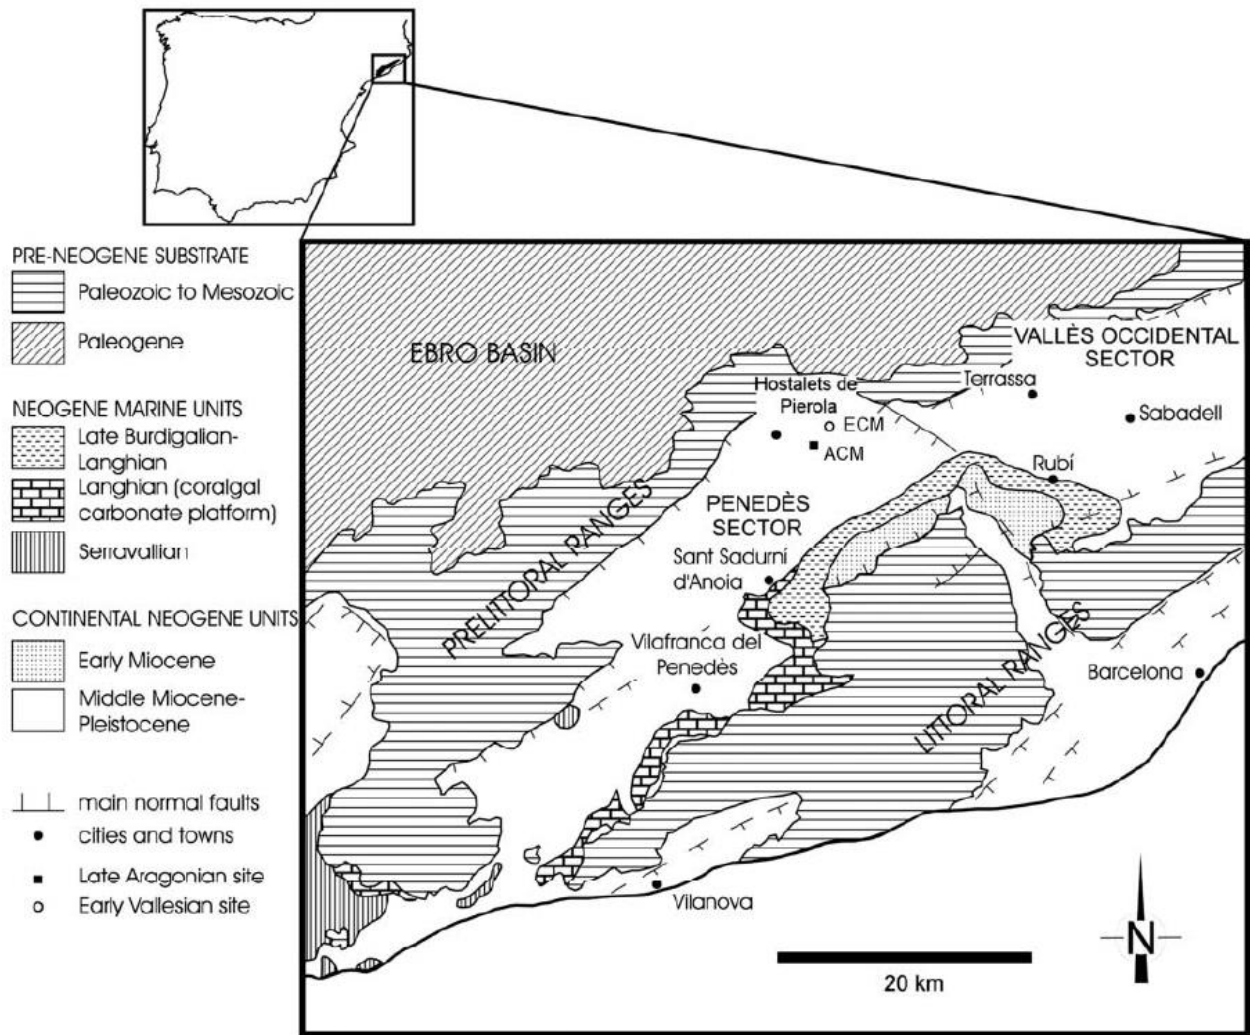 PRE-NEOGENE SUBSTRATE
Paleozoic to Mesozoic
Paleogene
NEOGENE MARINE UNITS
Late Burdigalian-
Langhian
Langhian (coralgal
carbonate platform)
Serravallian
CONTINENTAL NEOGENE UNITS
Early Miocene
Middle Miocene-
Pleistocene
main normal faults
cities and towns
Late Aragonian site
Early Vallesian site
EBRO BASIN
VALLÈS OCCIDENTAL
SECTOR
Terrassa
Sabadell
Hostalets de
Pierola
ECM
ACM
Rubí
PENEDÈS
SECTOR
PRELITTORAL RANGES
Sant Sadurní
d'Anoia
Vilafranca del
Penedès
LITTORAL RANGES
Barcelona
Vilanova
N
20 km